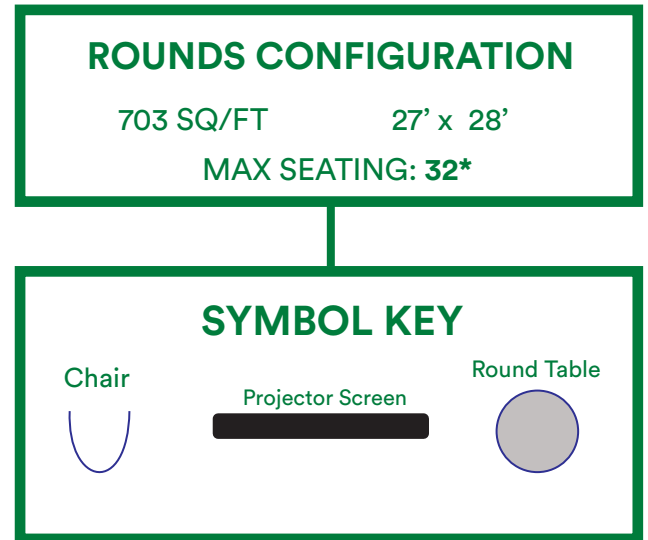 ROUNDS CONFIGURATION
703 SQ/FT 27’ x 28’
MAX SEATING: 32*
SYMBOL KEY
Chair
Projector Screen
Round Table